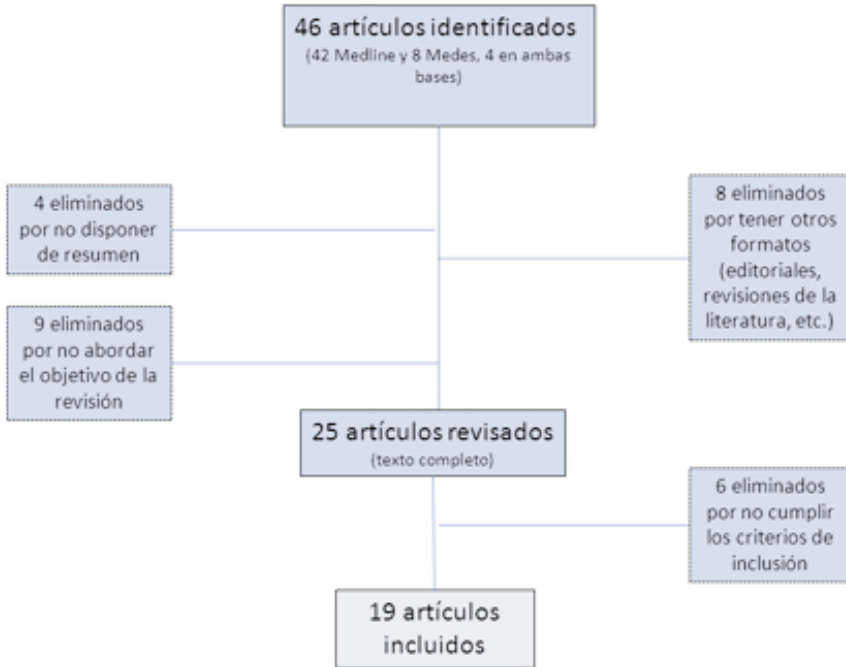 46 artículos identificados
(42 Medline y 8 Medes, 4 en ambas
bases)
4 eliminados
por no disponer
de resumen
8 eliminados
por tener otros
formatos
(editoriales,
revisiones de la
literatura, etc.)
9 eliminados
por no abordar
el objetivo de la
revisión
25 artículos revisados
(texto completo)
6 eliminados
por no cumplir
los criterios de
inclusión
19 artículos
incluidos